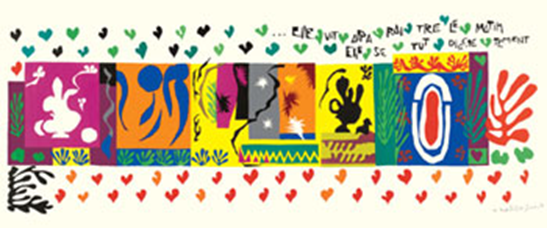 ... ELLE VIT APPARAITRE LE MATIN
ELLE SE TUT DISCRETEMENT